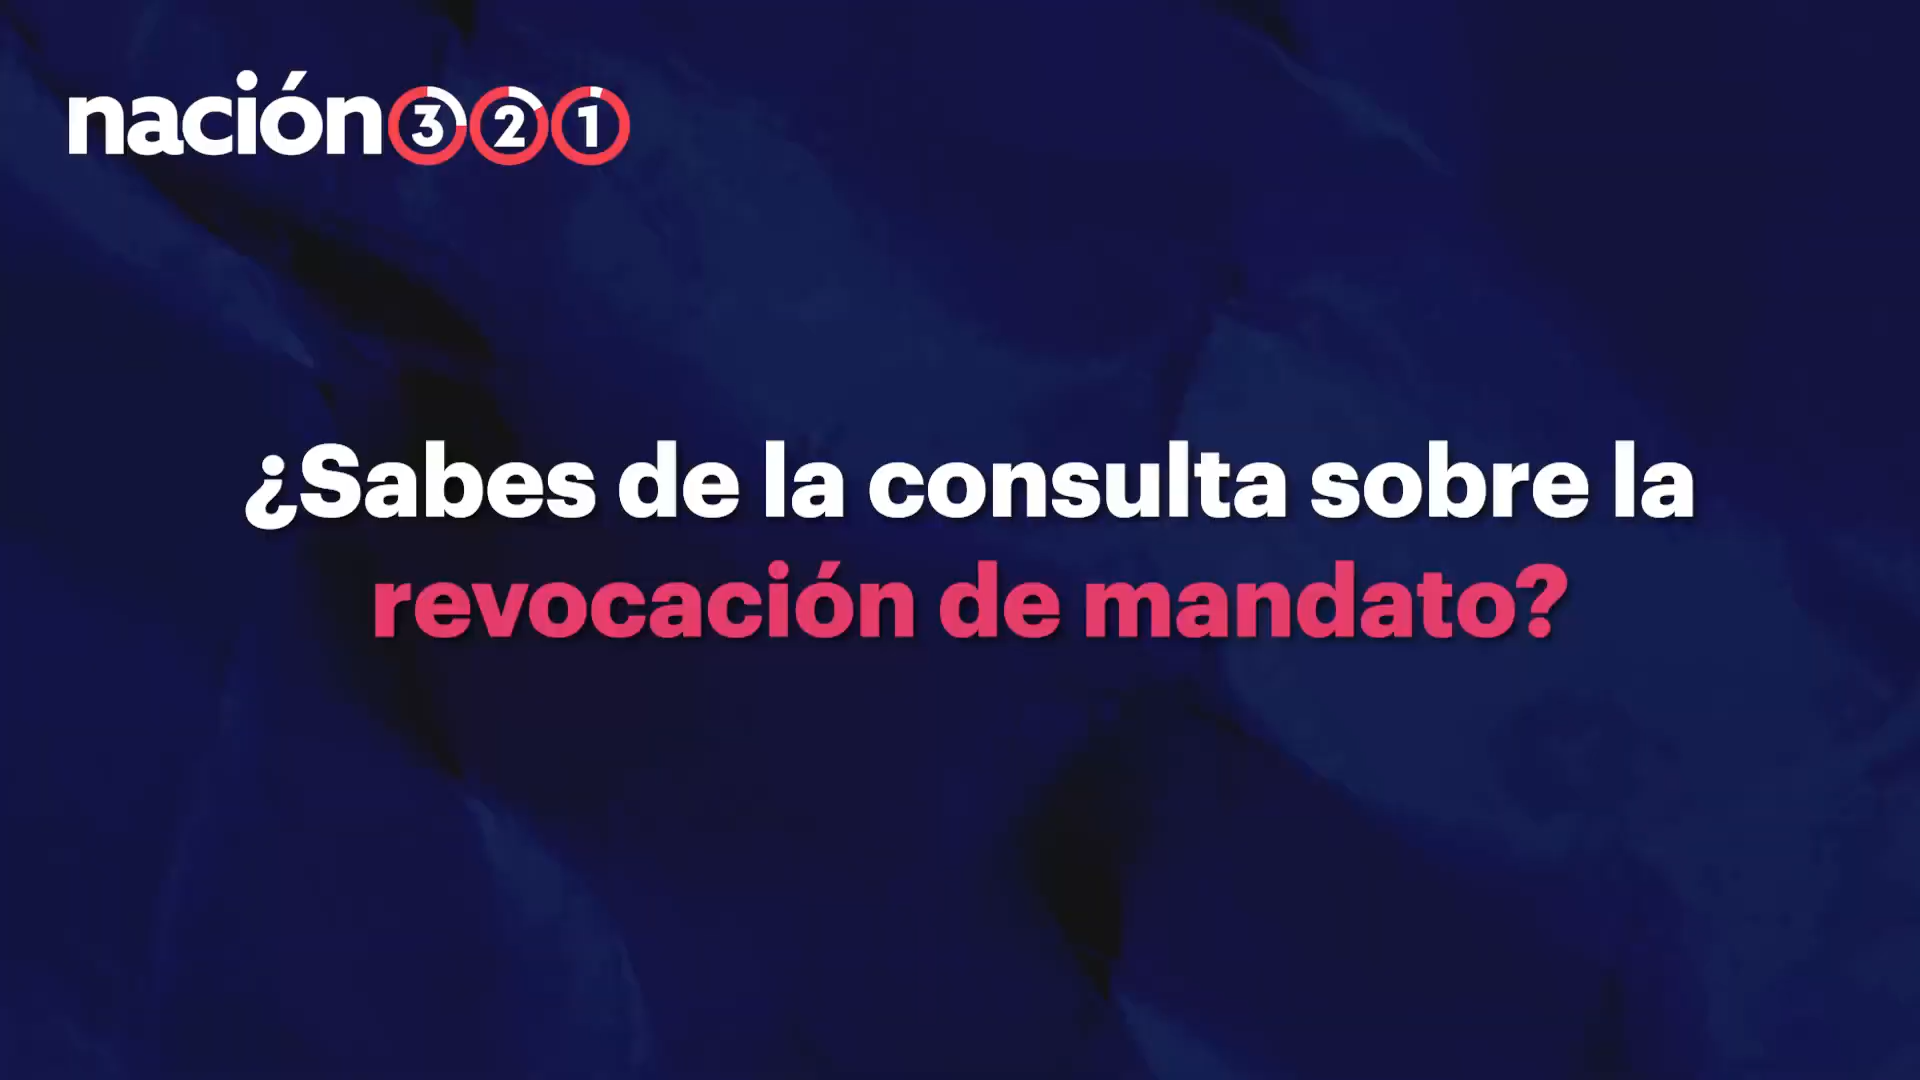 nación321
¿Sabes de la consulta sobre la
revocación de mandato?